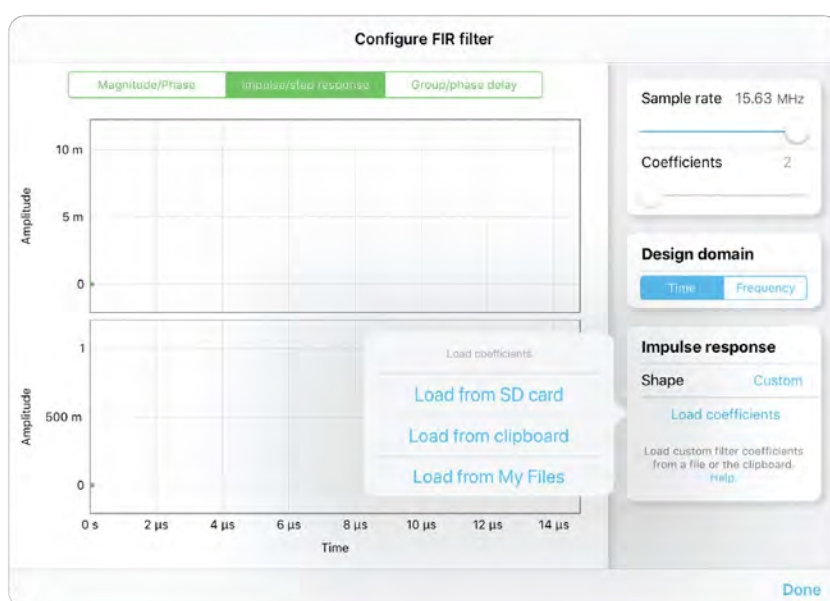 Configure FIR filter
Magnitude/Phase
Impulse/step response
Group/phase delay
Amplitude
10 m
5 m
0
Amplitude
1
500 m
0
0 s
2 µs
4 µs
6 µs
8 µs
10 µs
12 µs
14 µs
Time
Load coefficients
Load from SD card
Load from clipboard
Load from My Files
Sample rate 15.63 MHz
Coefficients 2
Design domain
Time
Frequency
Impulse response
Shape Custom
Load coefficients
Load custom filter coefficients
from a file or the clipboard.
Help.
Done